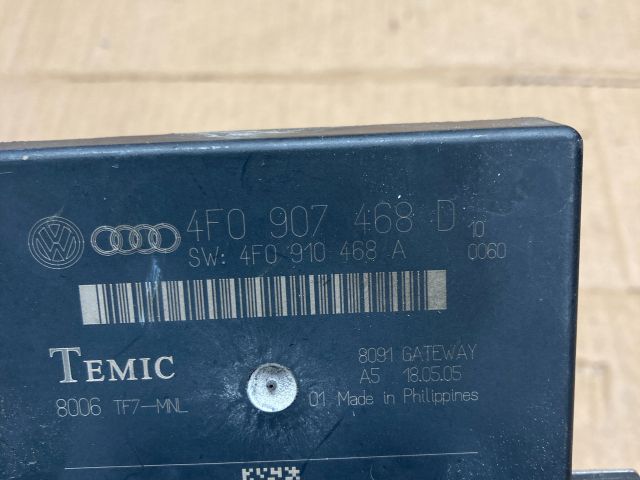 4F0 907 468 D 10
SW: 4F0 910 468 A 0060
TEMIC 8091 GATEWAY
A5 18.05.05
8006 TF7-MNL 01 Made in Philippines